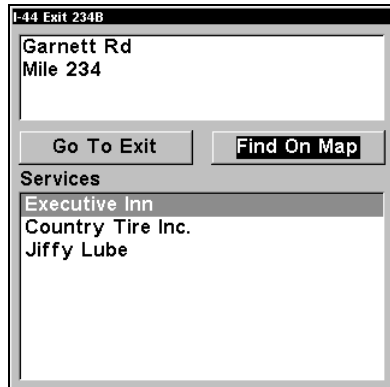 I-44 Exit 234B
Garnett Rd
Mile 234
Go To Exit
Find On Map
Services
Executive Inn
Country Tire Inc.
Jiffy Lube